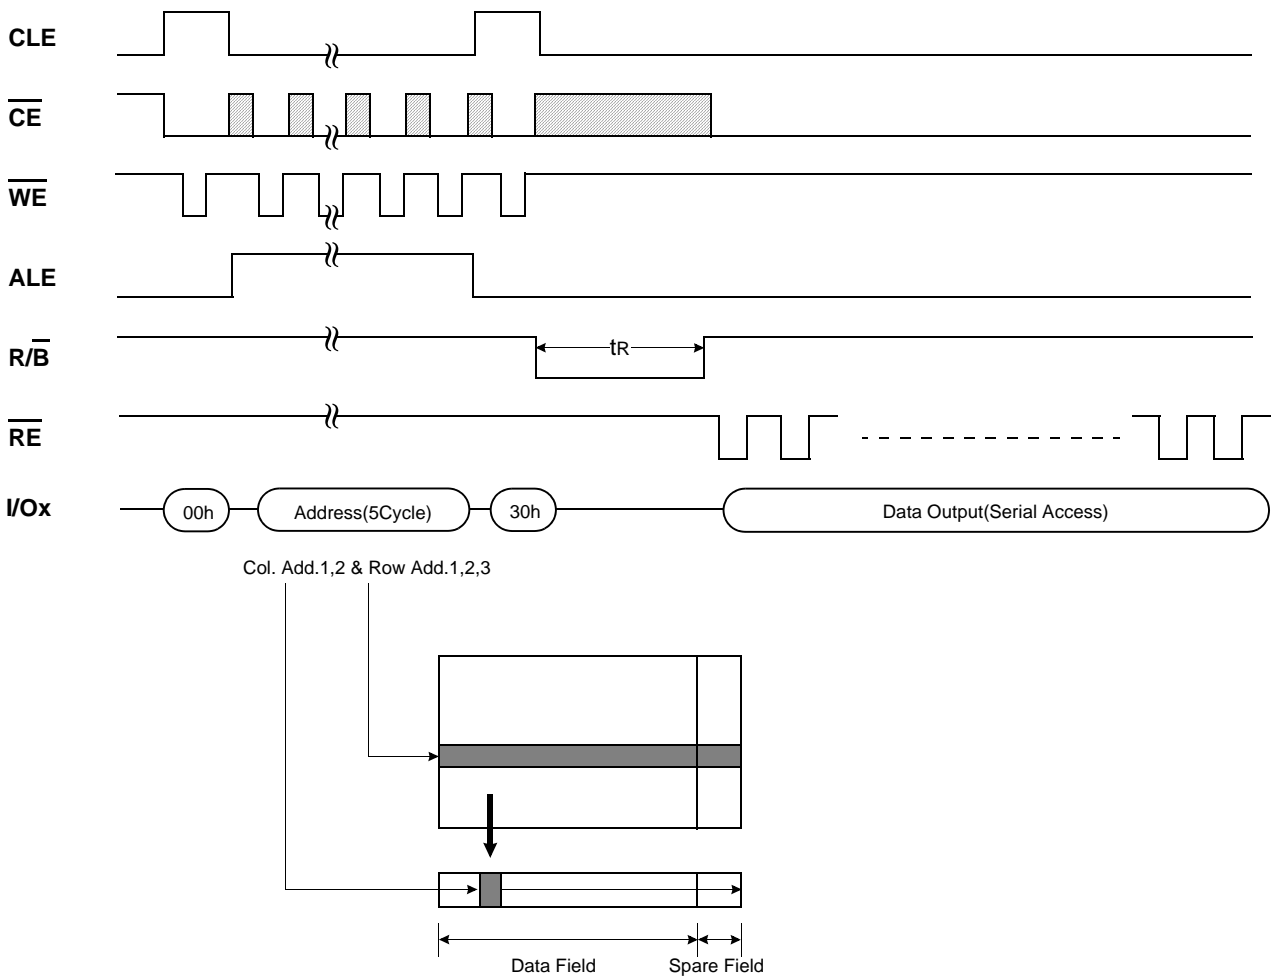 CLE
CE
WE
ALE
R/B
tR
RE
I/Ox
00h
Address(5Cycle)
30h
Data Output(Serial Access)
Col. Add.1,2 & Row Add.1,2,3
Data Field
Spare Field